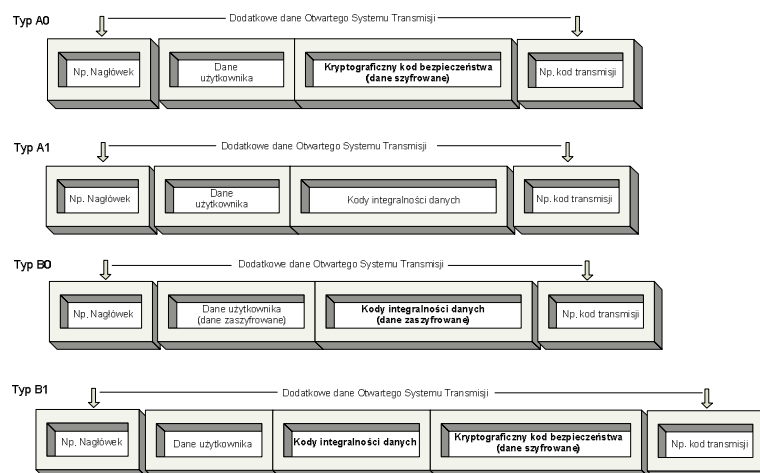 Typ A0
Dodatkowe dane Otwartego Systemu Transmisji
Np. Nagłówek
Dane
użytkownika
Kryptograficzny kod bezpieczeństwa
(dane szyfrowane)
Np. kod transmisji
Typ A1
Dodatkowe dane Otwartego Systemu Transmisji
Np. Nagłówek
Dane
użytkownika
Kody integralności danych
Np. kod transmisji
Typ B0
Dodatkowe dane Otwartego Systemu Transmisji
Np. Nagłówek
Dane użytkownika
(dane zaszyfrowane)
Kody integralności danych
(dane zaszyfrowane)
Np. kod transmisji
Typ B1
Dodatkowe dane Otwartego Systemu Transmisji
Np. Nagłówek
Dane użytkownika
Kody integralności danych
Kryptograficzny kod bezpieczeństwa
(dane szyfrowane)
Np. kod transmisji